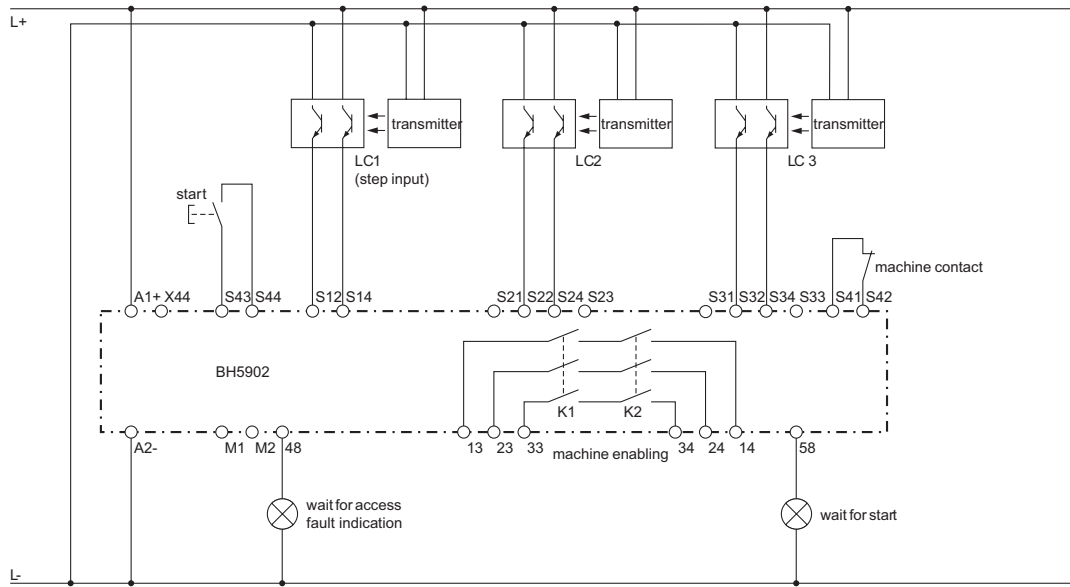 L+
transmitter
transmitter
transmitter
LC1
(step input)
LC2
LC 3
start
machine contact
A1+ X44
S43 S44
S12 S14
S21 S22 S24 S23
S31 S32 S34 S33 S41 S42
BH5902
K1
K2
A2-
M1
M2 48
13
23
33
machine enabling
34
24
14
58
wait for access
fault indication
wait for start
L-